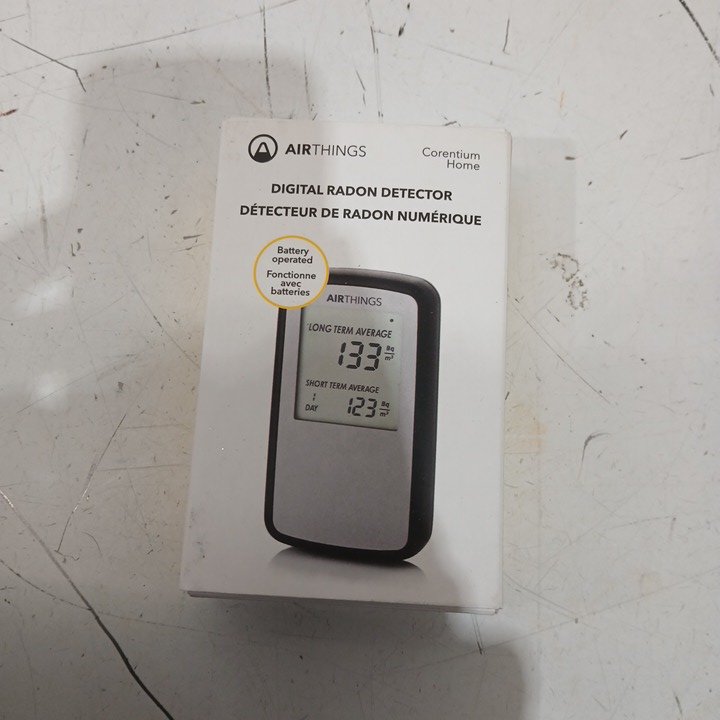 AIRTHINGS
Corentium
Home
DIGITAL RADON DETECTOR
DÉTECTEUR DE RADON NUMÉRIQUE
Battery
operated
Fonctionne
avec
batteries
AIRTHINGS
LONG TERM AVERAGE
133 Bq/m³
SHORT TERM AVERAGE
1
DAY
123 Bq/m³